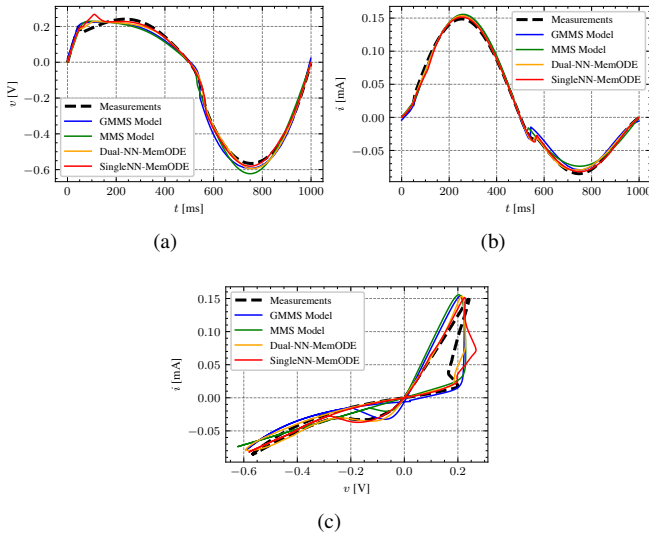 0.2
0.0
−0.2
−0.4
−0.6
v [V]
Measurements
GMMS Model
MMS Model
Dual-NN-MemODE
SingleNN-MemODE
0 200 400 600 800 1000
t [ms]
(a)
0.15
0.10
0.05
0.00
−0.05
i [mA]
Measurements
GMMS Model
MMS Model
Dual-NN-MemODE
SingleNN-MemODE
0 200 400 600 800 1000
t [ms]
(b)
0.15
0.10
0.05
0.00
−0.05
i [mA]
Measurements
GMMS Model
MMS Model
Dual-NN-MemODE
SingleNN-MemODE
−0.6 −0.4 −0.2 0.0 0.2
v [V]
(c)